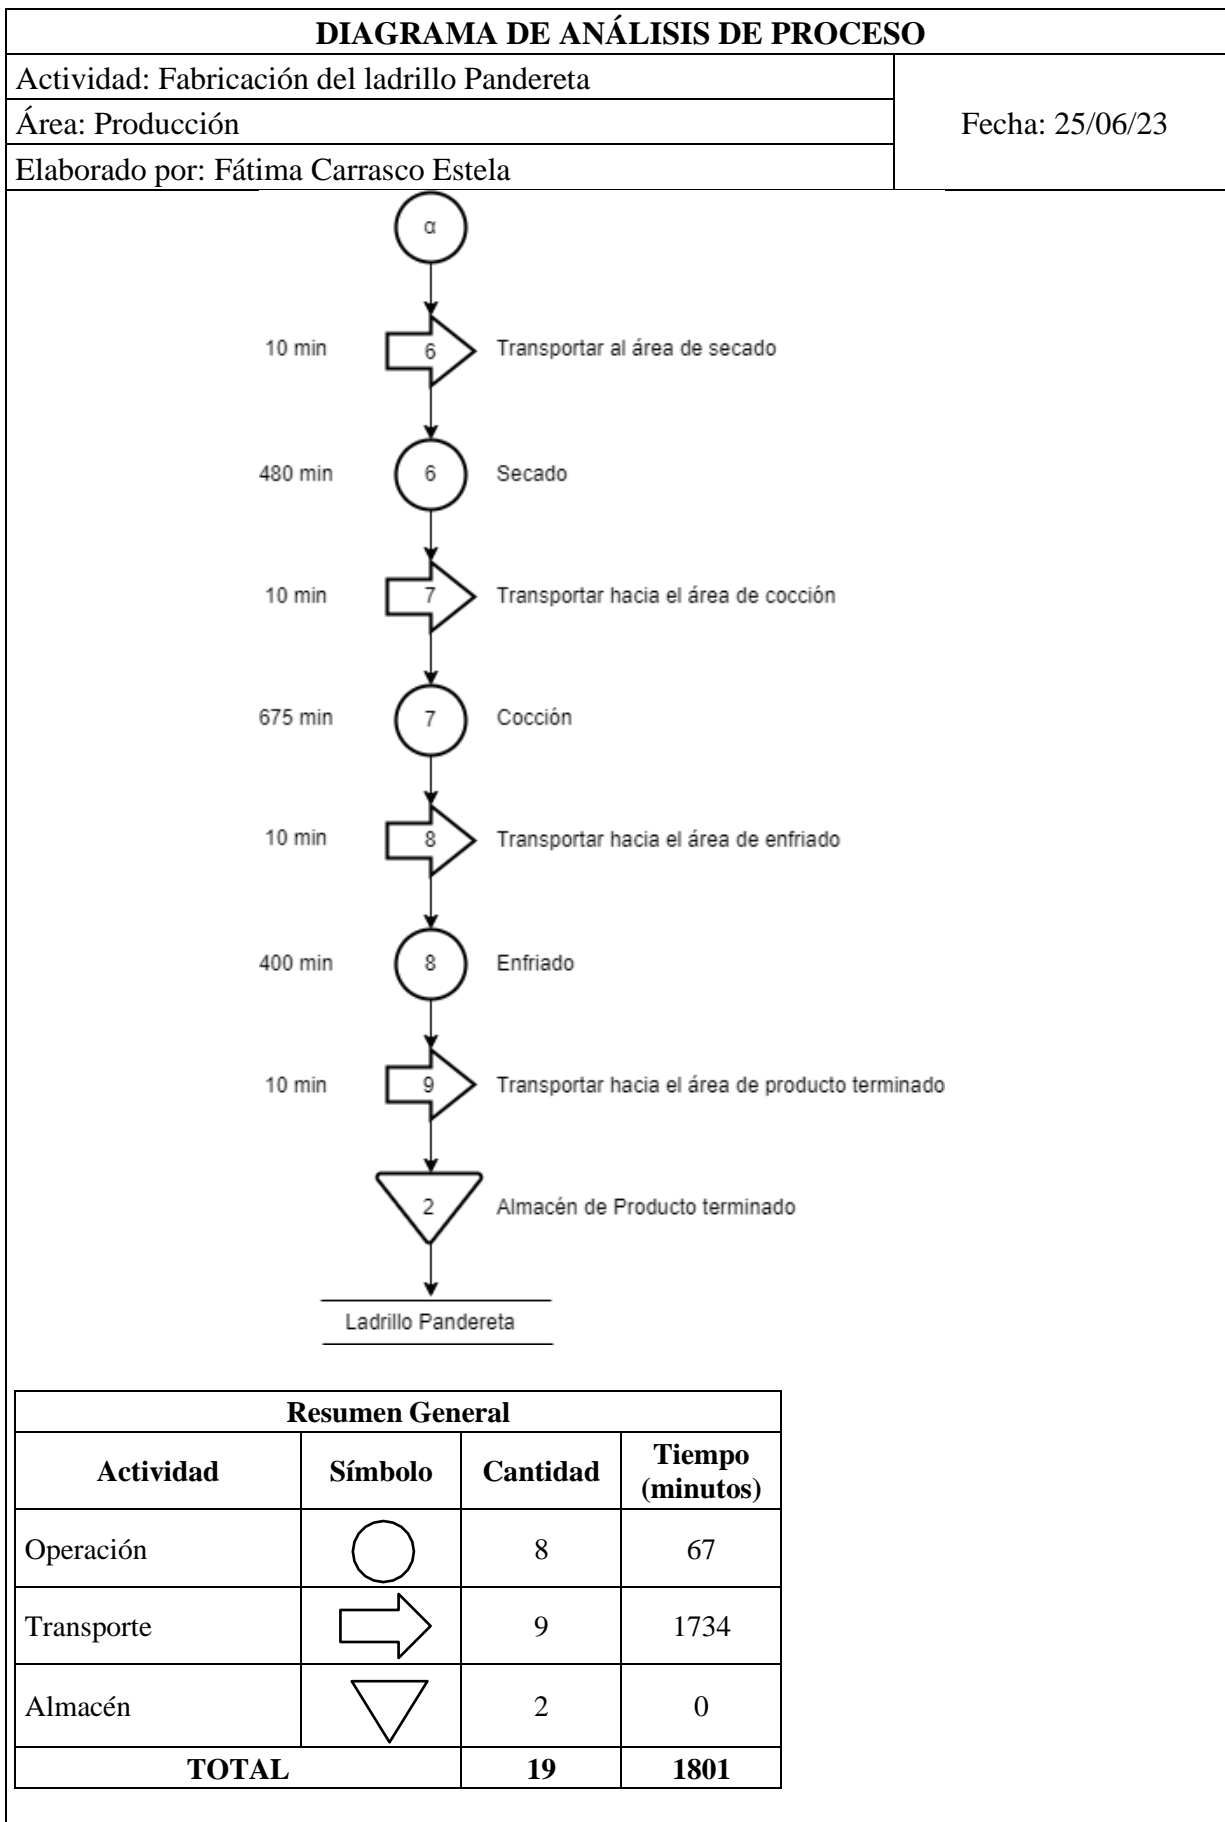 DIAGRAMA DE ANÁLISIS DE PROCESO
Actividad: Fabricación del ladrillo Pandereta
Área: Producción
Fecha: 25/06/23
Elaborado por: Fátima Carrasco Estela
α
10 min 6 Transportar al área de secado
480 min 6 Secado
10 min 7 Transportar hacia el área de cocción
675 min 7 Cocción
10 min 8 Transportar hacia el área de enfriado
400 min 8 Enfriado
10 min 9 Transportar hacia el área de producto terminado
2 Almacén de Producto terminado
Ladrillo Pandereta
Resumen General
Actividad Símbolo Cantidad Tiempo
(minutos)
Operación 8 67
Transporte 9 1734
Almacén 2 0
TOTAL 19 1801